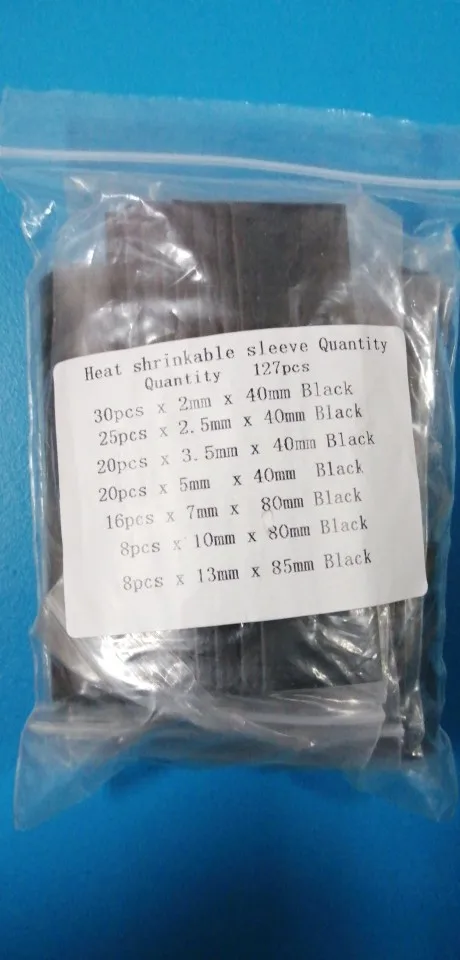 Heat shrinkable sleeve Quantity
Quantity 127pcs
30pcs x 2mm x 40mm Black
25pcs x 2.5mm x 40mm Black
20pcs x 3.5mm x 40mm Black
20pcs x 5mm x 40mm Black
16pcs x 7mm x 80mm Black
8pcs x 10mm x 80mm Black
8pcs x 13mm x 85mm Black